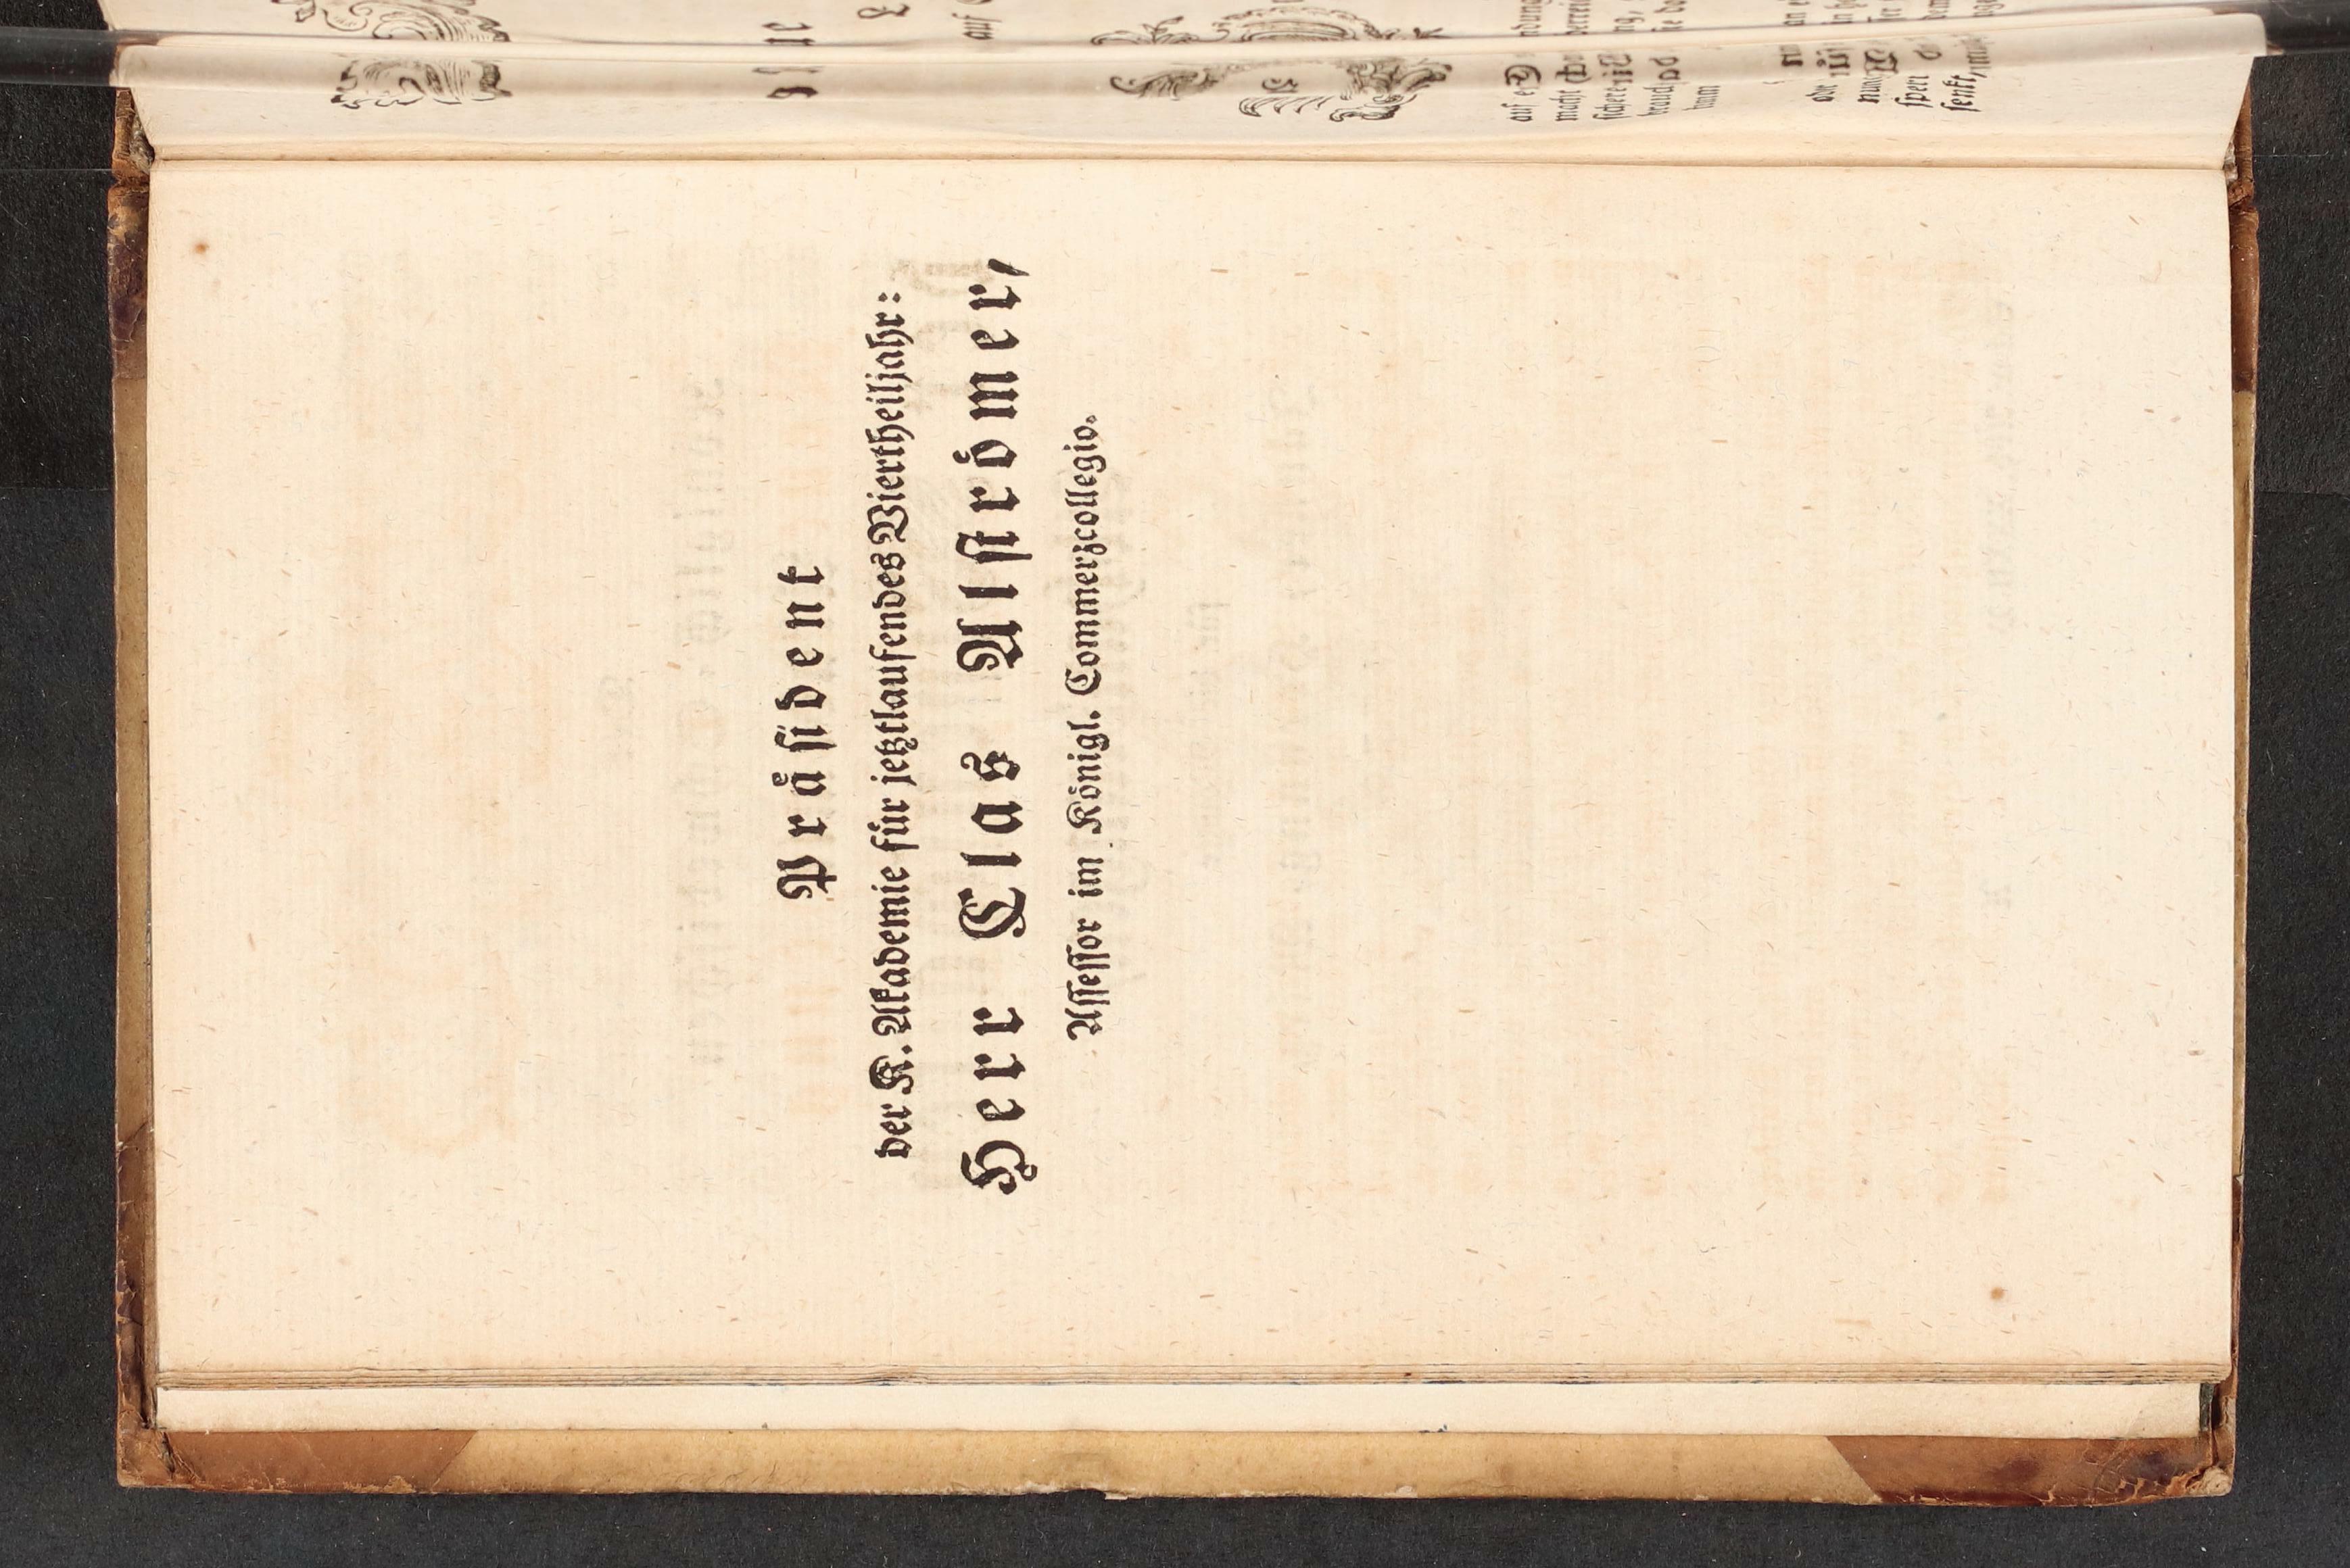 Präsident
der K. Akademie für jetztlaufendes Viertheiljahr:
Herr Clas Alströmer,
Assessor im Königl. Commerzcollegio.